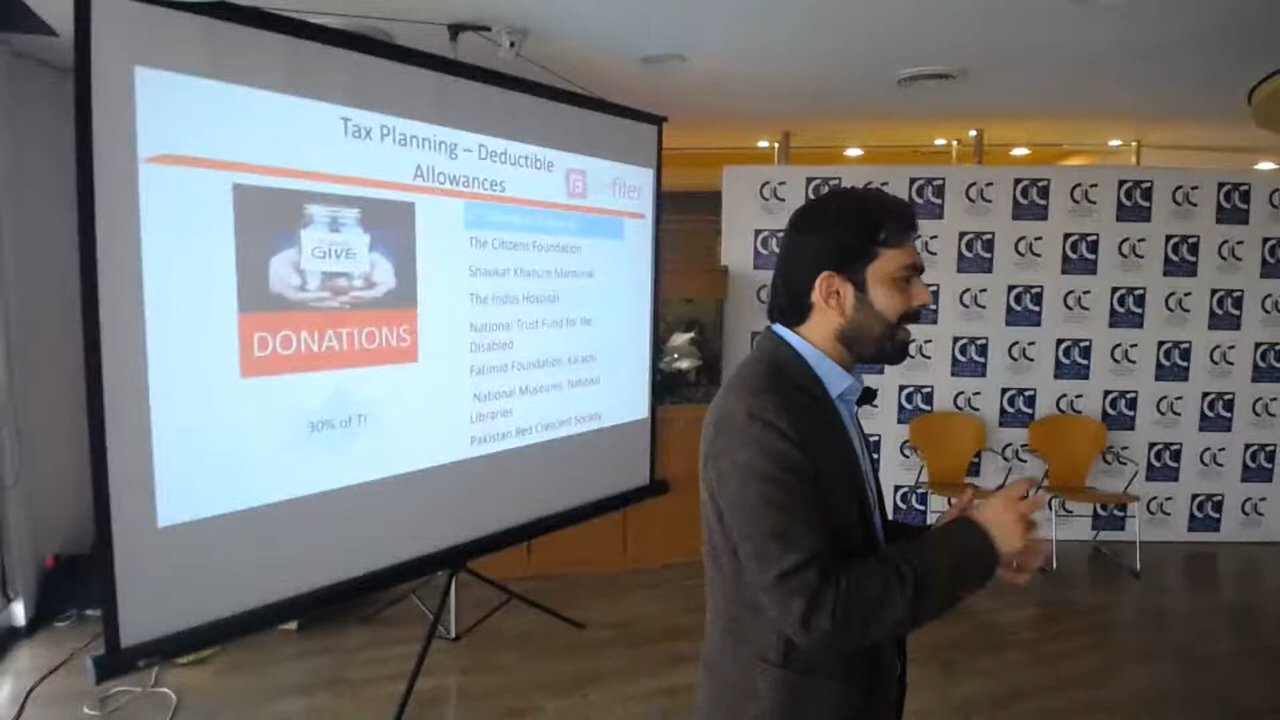 Tax Planning – Deductible
Allowances
filer
GIVE
DONATIONS
30% of TI
The Citizens Foundation
Shaukat Khanum Memorial
The Indus Hospital
National Trust Fund for the
Disabled
Fatimid Foundation, Karachi
National Museums, National
Libraries
Pakistan Red Crescent Society
CIC